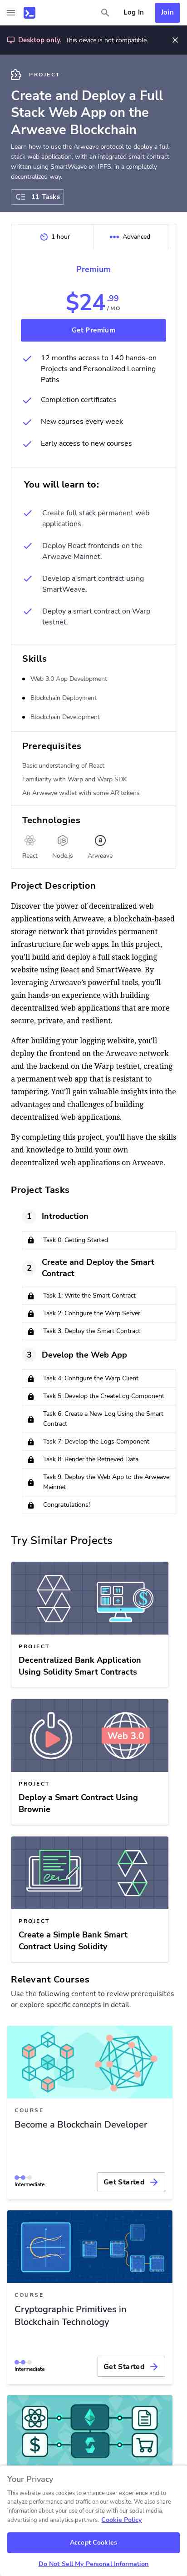 Log In
Join
Desktop only. This device is not compatible.
PROJECT
Create and Deploy a Full
Stack Web App on the
Arweave Blockchain
Learn how to use the Arweave protocol to deploy a full
stack web application, with an integrated smart contract
written using SmartWeave on IPFS, in a completely
decentralized way.
11 Tasks
1 hour
Advanced
Premium
$24.99
/ MO
Get Premium
12 months access to 140 hands-on
Projects and Personalized Learning
Paths
Completion certificates
New courses every week
Early access to new courses
You will learn to:
Create full stack permanent web
applications.
Deploy React frontends on the
Arweave Mainnet.
Develop a smart contract using
SmartWeave.
Deploy a smart contract on Warp
testnet.
Skills
Web 3.0 App Development
Blockchain Deployment
Blockchain Development
Prerequisites
Basic understanding of React
Familiarity with Warp and Warp SDK
An Arweave wallet with some AR tokens
Technologies
React
Node.js
Arweave
Project Description
Discover the power of decentralized web
applications with Arweave, a blockchain-based
storage network that provides permanent
infrastructure for web apps. In this project,
you'll build and deploy a full stack logging
website using React and SmartWeave. By
leveraging Arweave's powerful tools, you'll
gain hands-on experience with building
decentralized web applications that are more
secure, private, and resilient.
After building your logging website, you'll
deploy the frontend on the Arweave network
and the backend on the Warp testnet, creating
a permanent web app that is resistant to
tampering. You'll gain valuable insights into the
advantages and challenges of building
decentralized web applications.
By completing this project, you'll have the skills
and knowledge to build your own
decentralized web applications on Arweave.
Project Tasks
1 Introduction
Task 0: Getting Started
2 Create and Deploy the Smart
Contract
Task 1: Write the Smart Contract
Task 2: Configure the Warp Server
Task 3: Deploy the Smart Contract
3 Develop the Web App
Task 4: Configure the Warp Client
Task 5: Develop the CreateLog Component
Task 6: Create a New Log Using the Smart
Contract
Task 7: Develop the Logs Component
Task 8: Render the Retrieved Data
Task 9: Deploy the Web App to the Arweave
Mainnet
Congratulations!
Try Similar Projects
PROJECT
Decentralized Bank Application
Using Solidity Smart Contracts
Web 3.0
PROJECT
Deploy a Smart Contract Using
Brownie
PROJECT
Create a Simple Bank Smart
Contract Using Solidity
Relevant Courses
Use the following content to review prerequisites
or explore specific concepts in detail.
COURSE
Become a Blockchain Developer
Intermediate
Get Started
COURSE
Cryptographic Primitives in
Blockchain Technology
Intermediate
Get Started
Your Privacy
This website uses cookies to enhance user experience and to
analyze performance and traffic on our website. We also share
information about your use of our site with our social media,
advertising and analytics partners. Cookie Policy
Accept Cookies
Do Not Sell My Personal Information